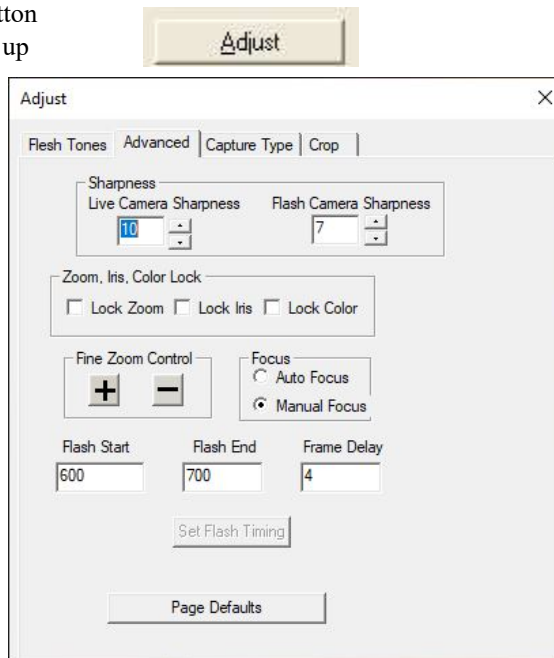 tton
up
Adjust
Adjust
Flesh Tones Advanced Capture Type Crop
Sharpness
Live Camera Sharpness Flash Camera Sharpness
10 7
Zoom, Iris, Color Lock
Lock Zoom Lock Iris Lock Color
Fine Zoom Control Focus
+ − Auto Focus
Manual Focus
Flash Start Flash End Frame Delay
600 700 4
Set Flash Timing
Page Defaults